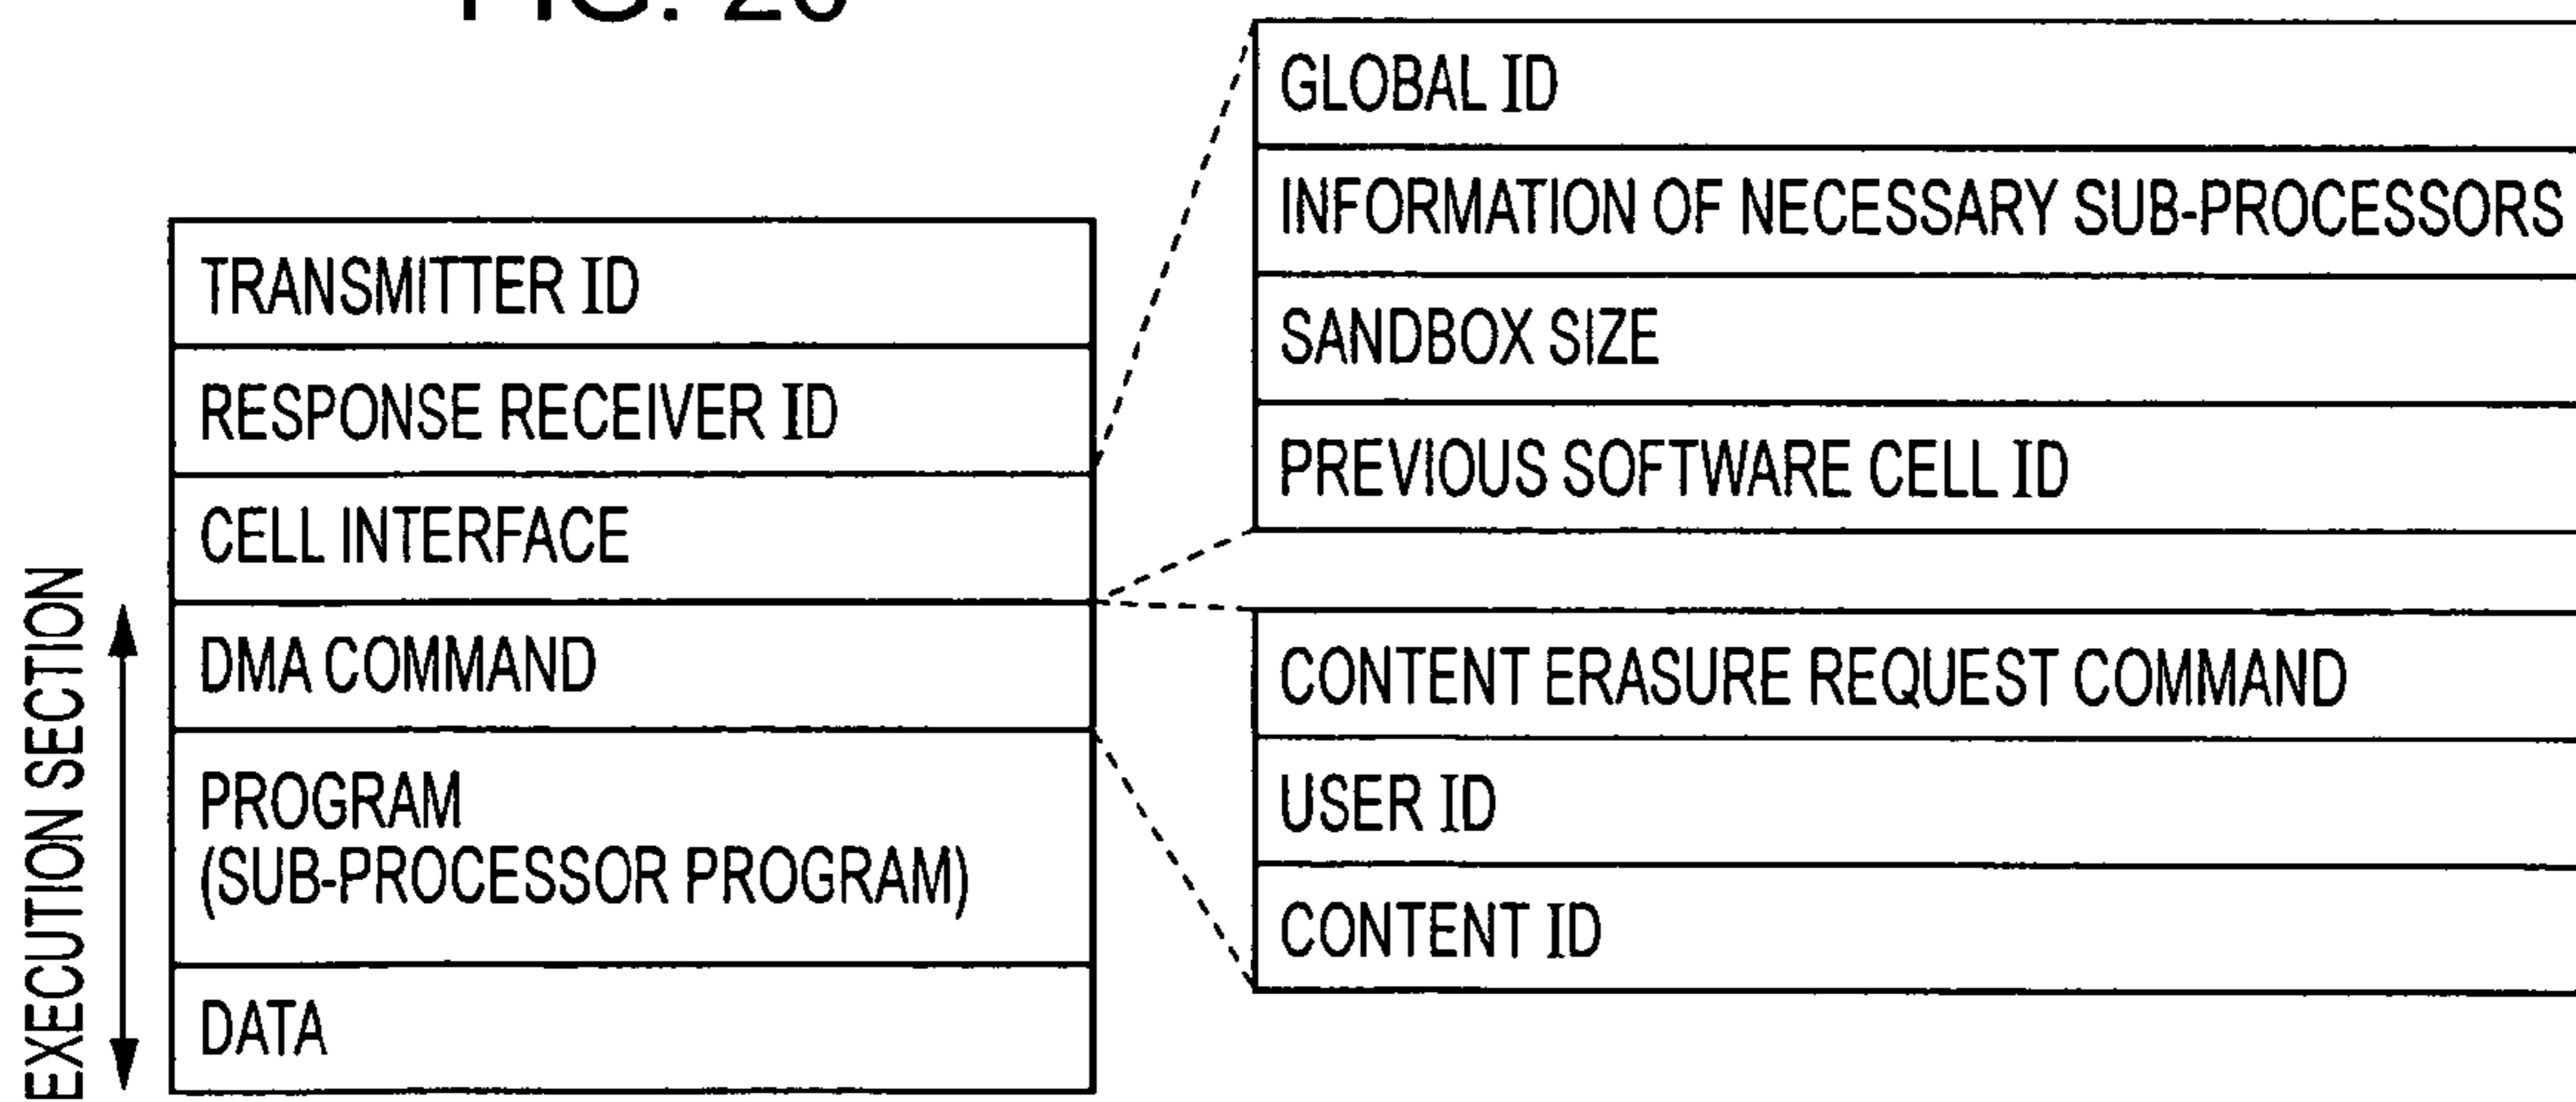 TRANSMITTER ID
RESPONSE RECEIVER ID
CELL INTERFACE
DMA COMMAND
PROGRAM
(SUB-PROCESSOR PROGRAM)
DATA
EXECUTION SECTION
GLOBAL ID
INFORMATION OF NECESSARY SUB-PROCESSORS
SANDBOX SIZE
PREVIOUS SOFTWARE CELL ID
CONTENT ERASURE REQUEST COMMAND
USER ID
CONTENT ID